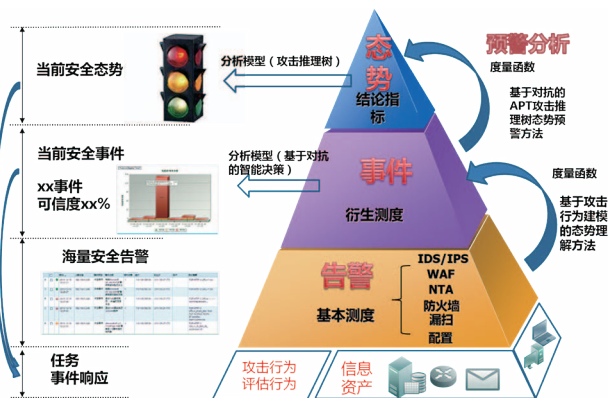 当前安全态势
分析模型（攻击推理树）
态
势
结论指
标
预警分析
度量函数
基于对抗的
APT攻击推
理树态势预
警方法
当前安全事件
xx事件
可信度xx%
分析模型（基于对抗
的智能决策）
事件
衍生测度
度量函数
基于攻击
行为建模
的态势理
解方法
海量安全告警
告警
基本测度
IDS/IPS
WAF
NTA
防火墙
漏扫
配置
任务
事件响应
攻击行为
评估行为
信息
资产